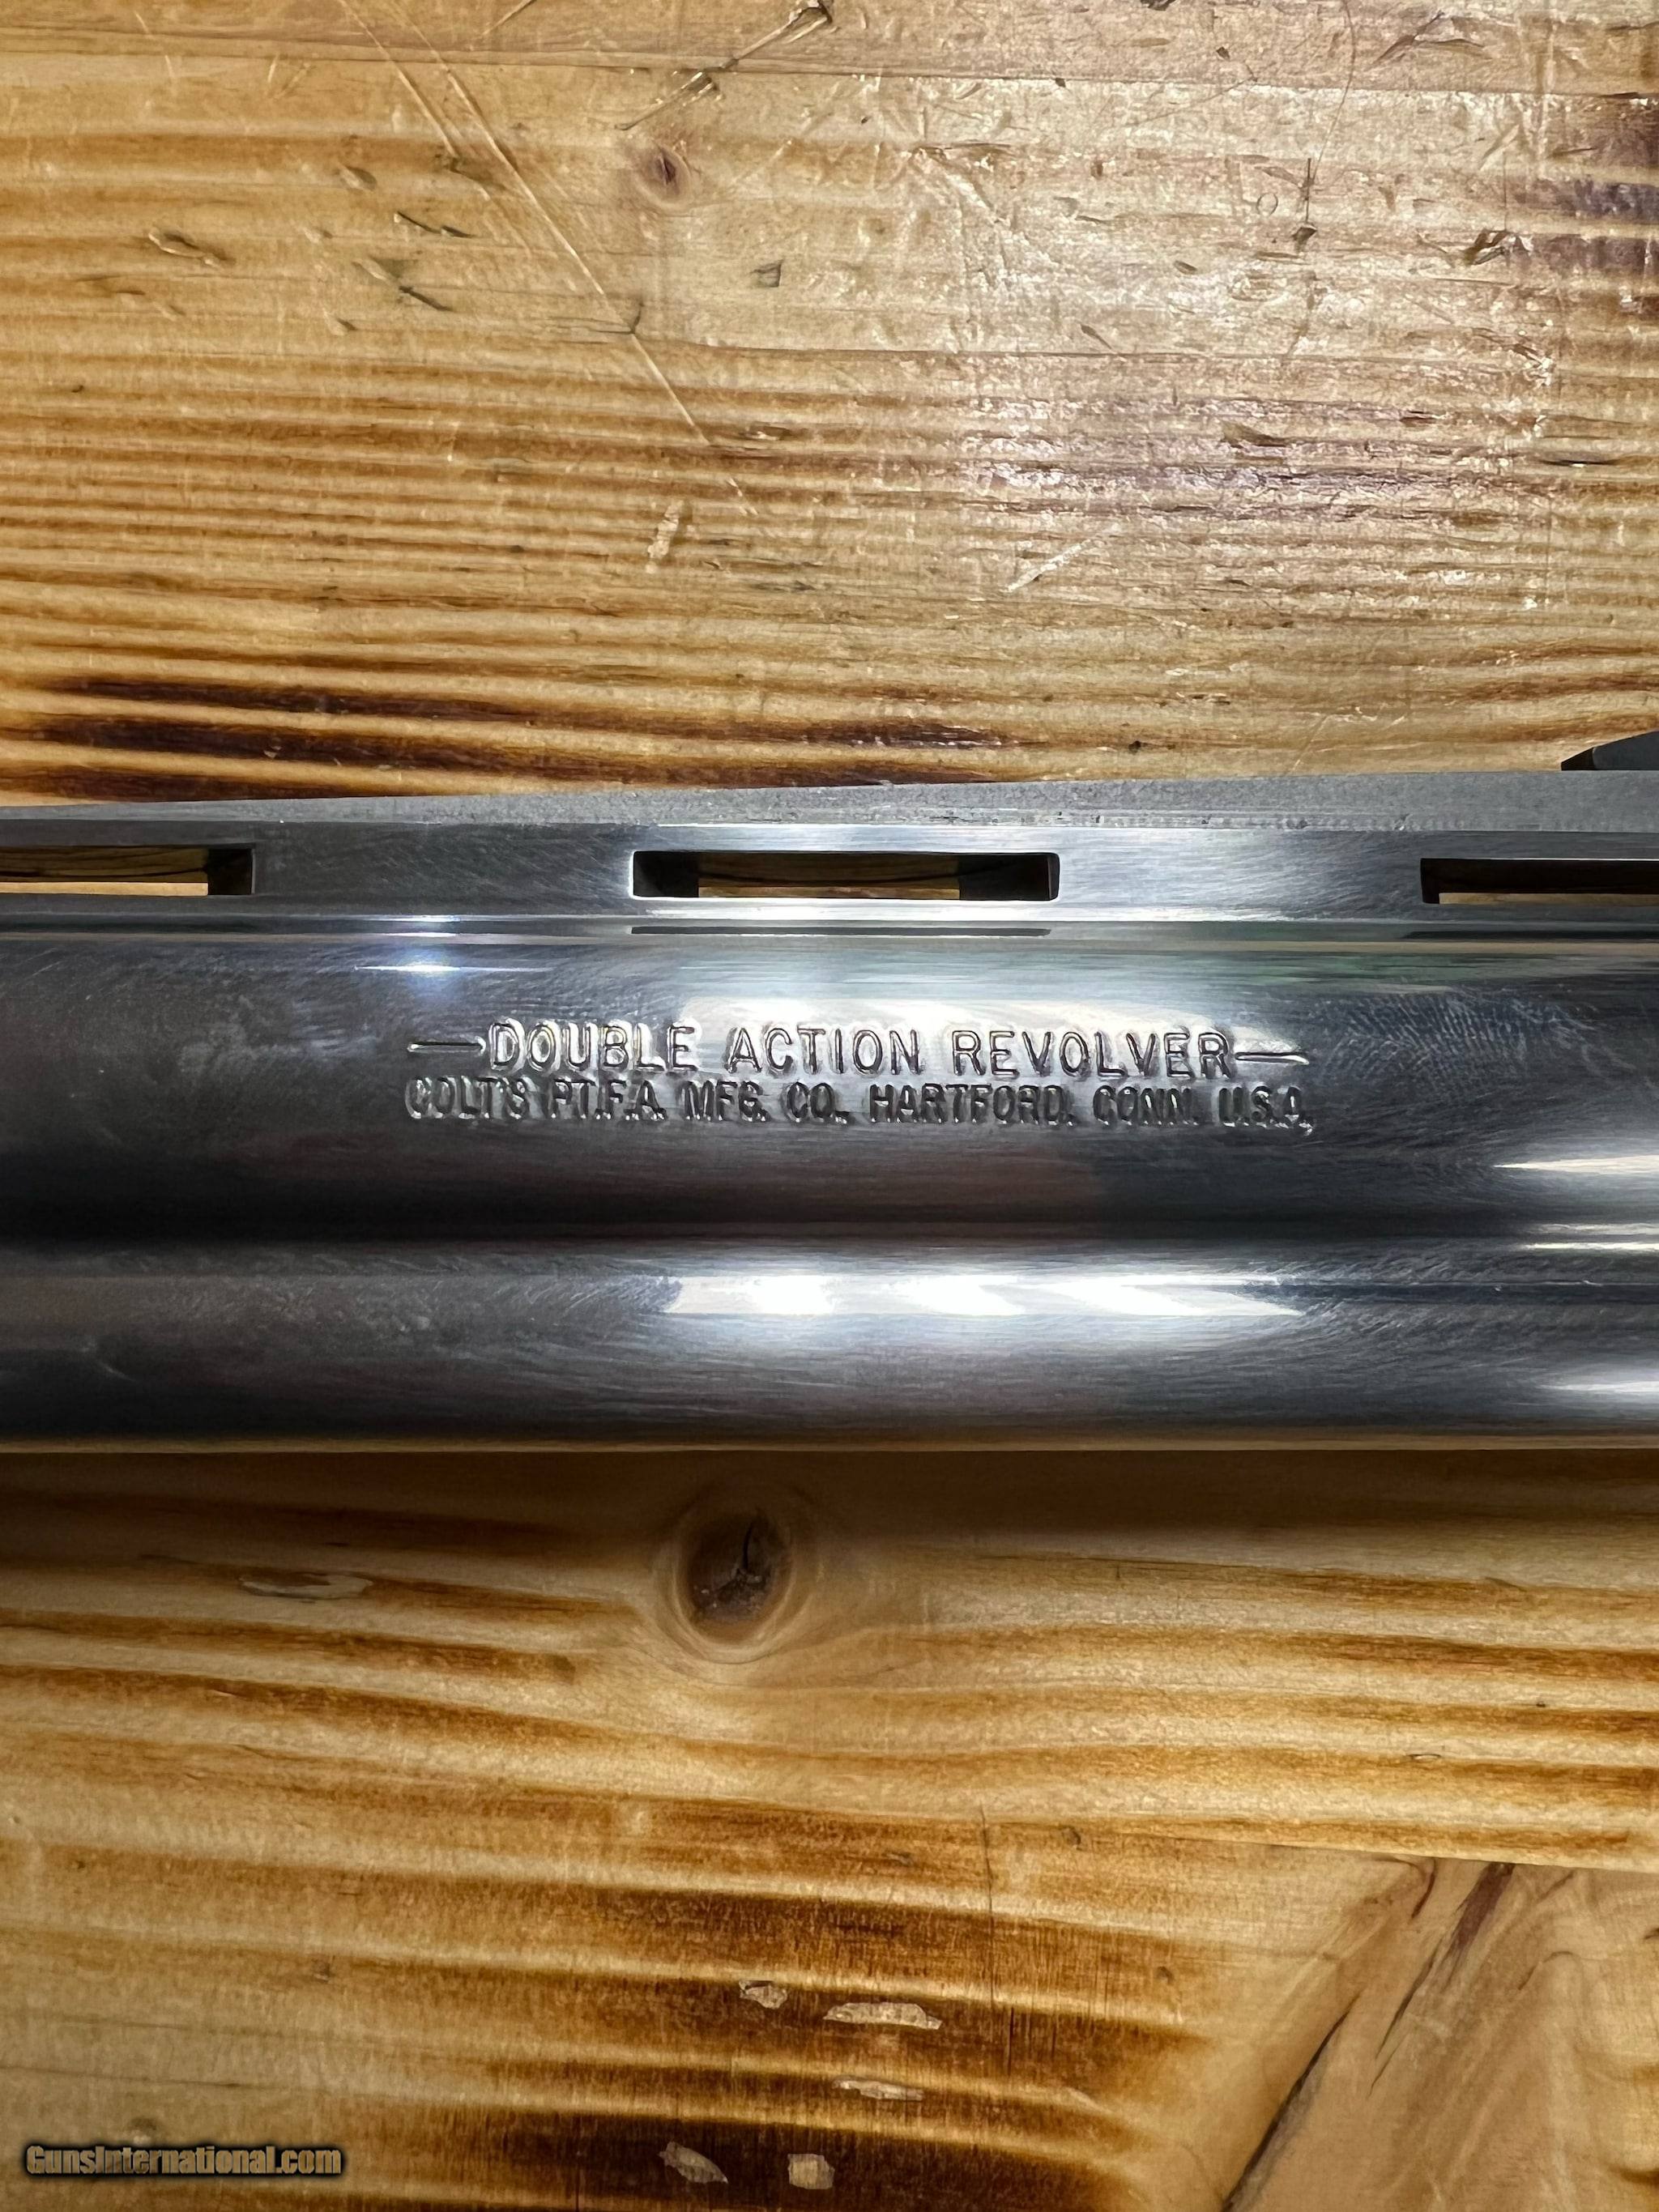 —DOUBLE ACTION REVOLVER—
COLT'S PT.F.A. MFG. CO. HARTFORD. CONN. U.S.A.
GunsInternational.com